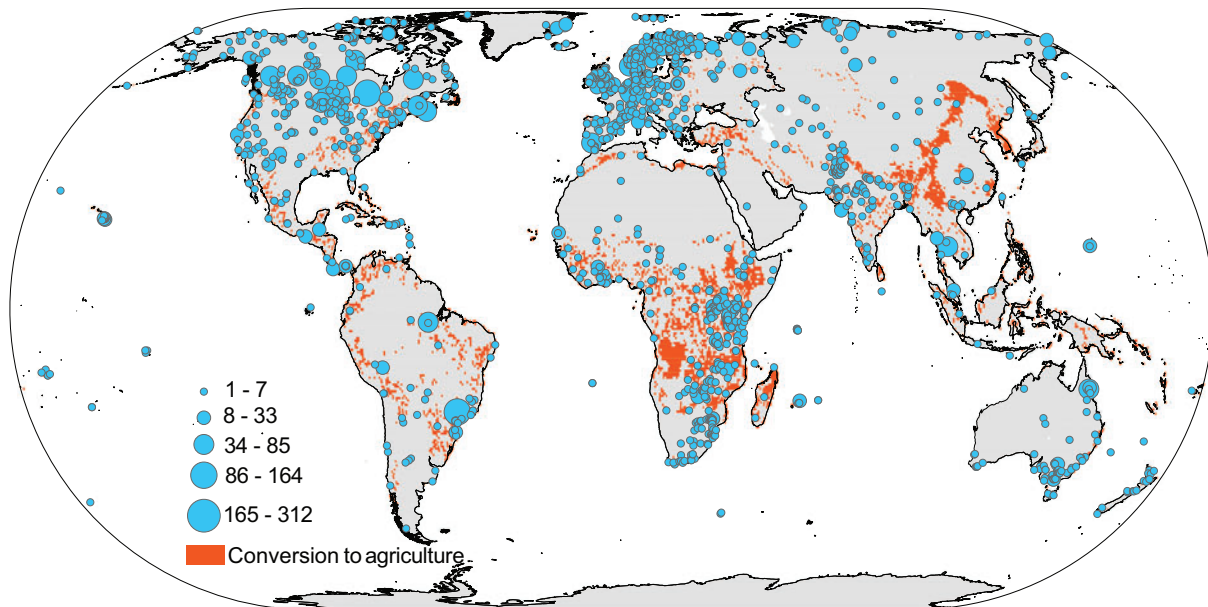 1 - 7
8 - 33
34 - 85
86 - 164
165 - 312
Conversion to agriculture